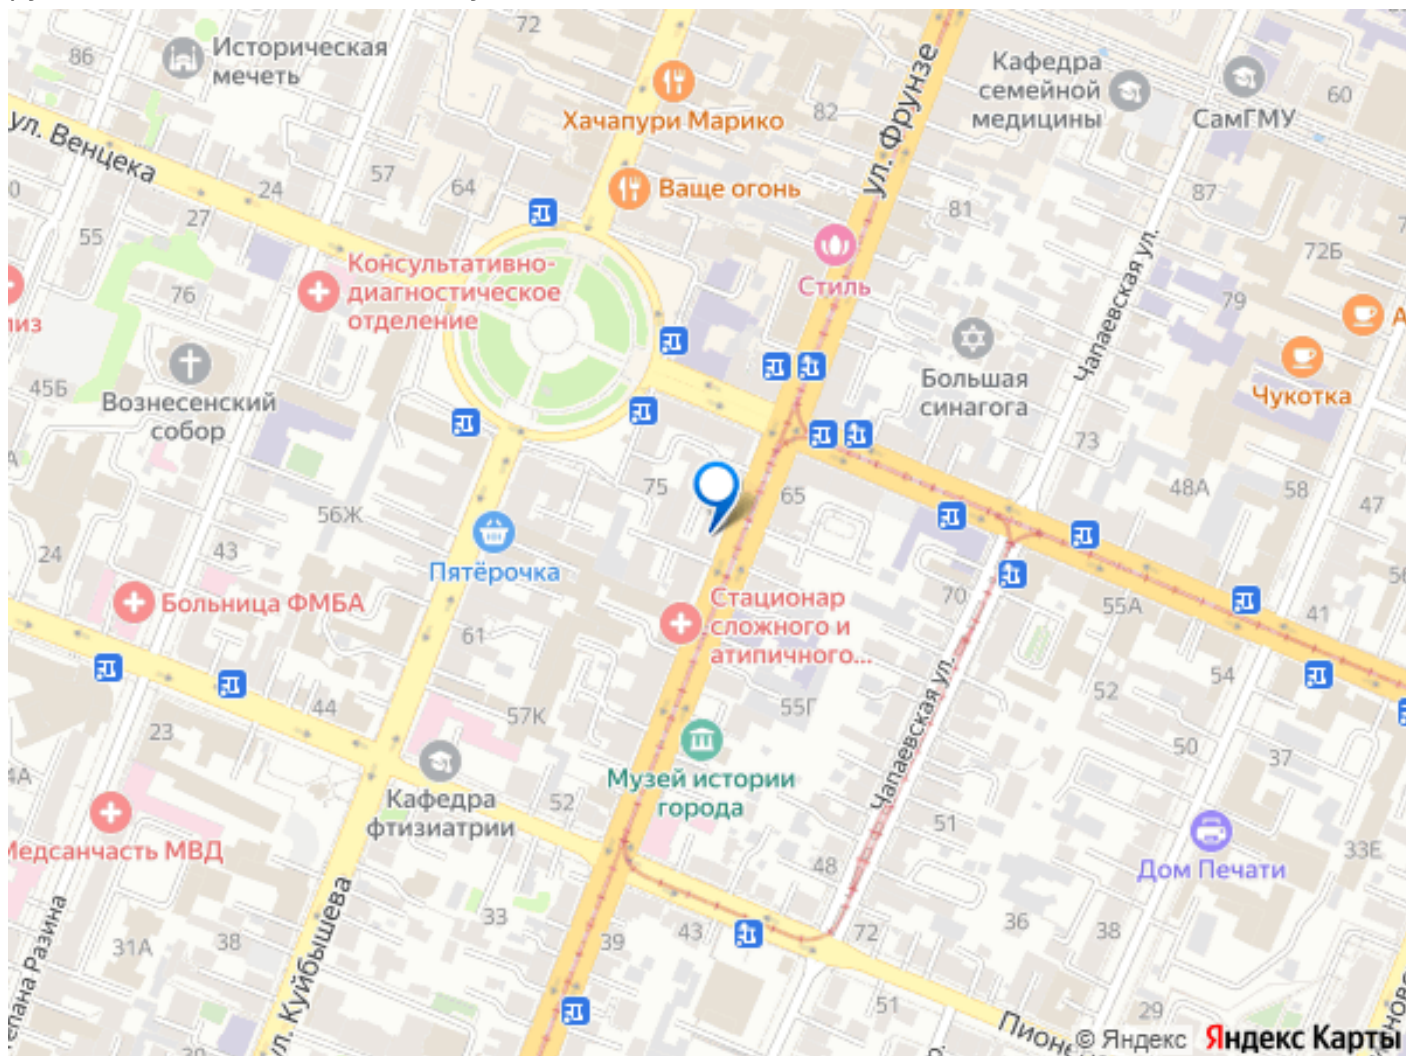 72
86
Историческая
мечеть
ул. Фрунзе
Кафедра
семейной
медицины
СамГМУ
60
Хачапури Марико
82
ул. Венцека
57
24
64
Ваще огонь
87
27
81
55
72Б
Консультативно-
диагностическое
отделение
76
Стиль
79
Чапаевская ул.
лиз
45Б
Вознесенский
собор
Большая
синагога
Чукотка
А
73
75
65
48А
58
47
56Ж
24
43
Пятёрочка
Больница ФМБА
Стационар
сложного и
атипичного...
70
55А
41
61
54
52
44
57К
55Г
23
50
37
Чапаевская ул.
4А
Музей истории
города
Кафедра
фтизиатрии
52
51
Медсанчасть МВД
48
Дом Печати
33Е
ул. Куйбышева
33
39
43
72
36
38
31А
38
51
29
© Яндекс
Яндекс Карты